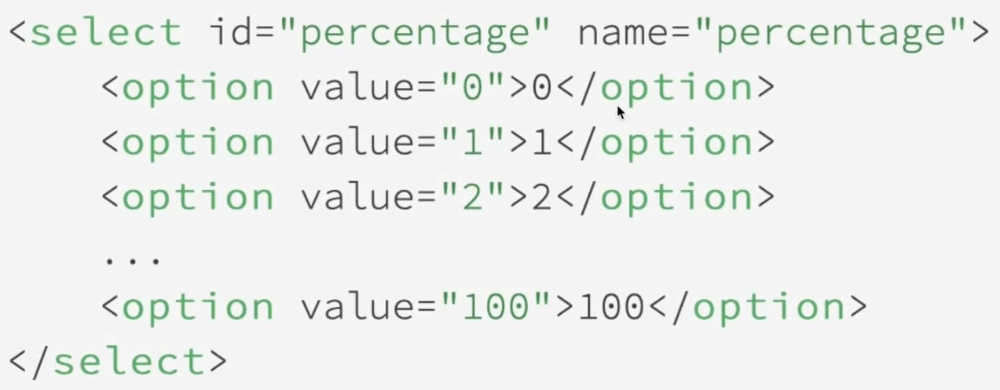 <select id="percentage" name="percentage">
<option value="0">0</option>
<option value="1">1</option>
<option value="2">2</option>
...
<option value="100">100</option>
</select>